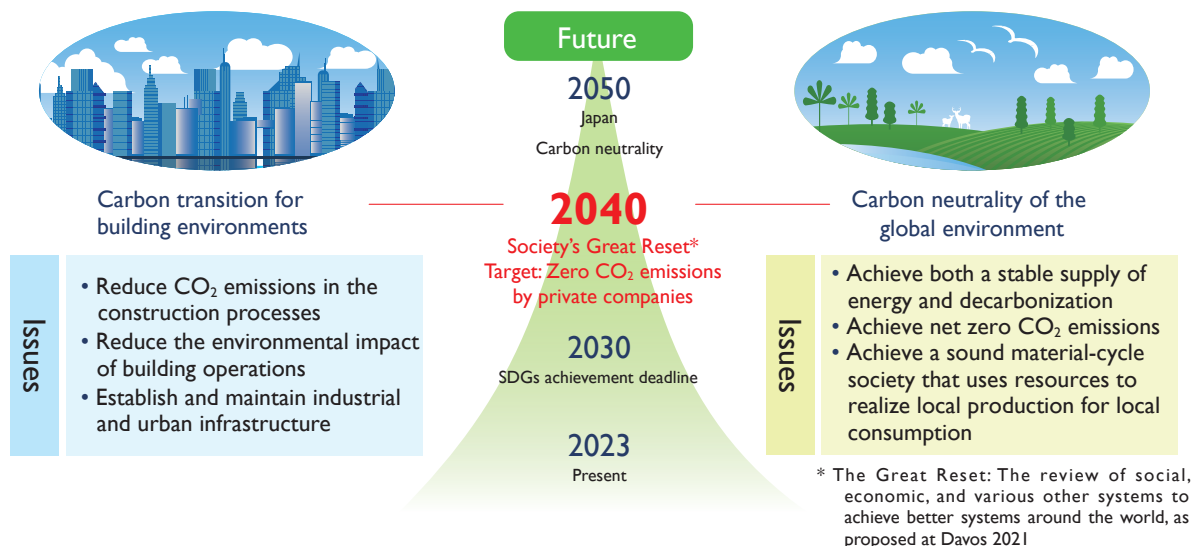 Future
2050
Japan
Carbon neutrality
Carbon transition for
building environments
2040
Society's Great Reset*
Target: Zero CO₂ emissions
by private companies
Carbon neutrality of the
global environment
Issues
• Reduce CO₂ emissions in the
construction processes
• Reduce the environmental impact
of building operations
• Establish and maintain industrial
and urban infrastructure
2030
SDGs achievement deadline
2023
Present
Issues
• Achieve both a stable supply of
energy and decarbonization
• Achieve net zero CO₂ emissions
• Achieve a sound material-cycle
society that uses resources to
realize local production for local
consumption
* The Great Reset: The review of social,
economic, and various other systems to
achieve better systems around the world, as
proposed at Davos 2021